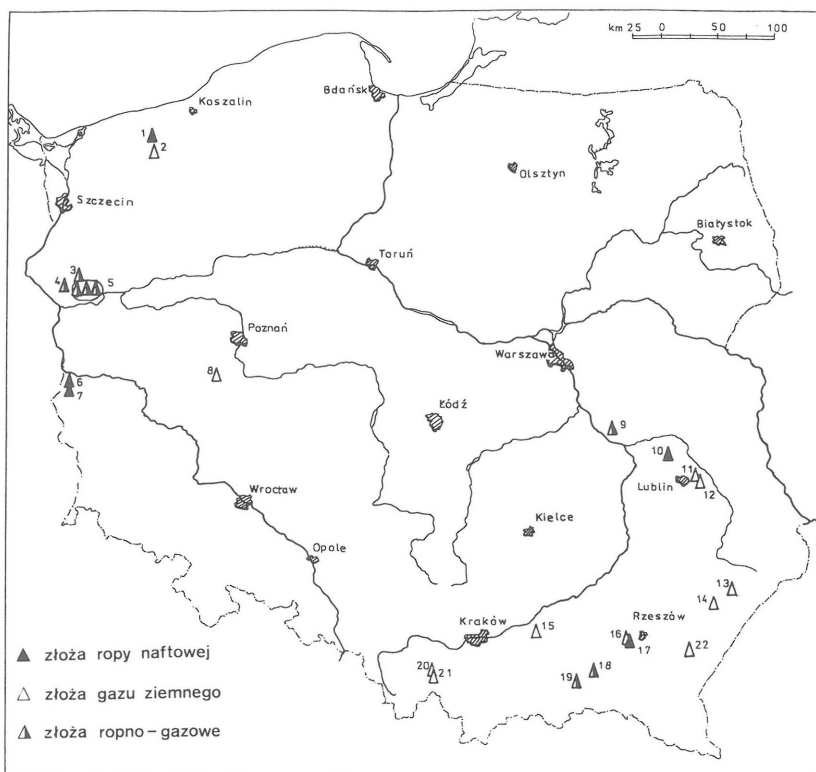 km 25 0 50 100
Koszalin
Gdańsk
1
2
Olsztyn
Szczecin
Białystok
Toruń
3
4
5
Poznań
Warszawa
8
6
7
Łódź
9
10
11
Lublin
12
Wrocław
Kielce
Opole
13
14
15
Rzeszów
Kraków
16
17
22
złoża ropy naftowej
20
21
18
19
złoża gazu ziemnego
złoża ropno-gazowe